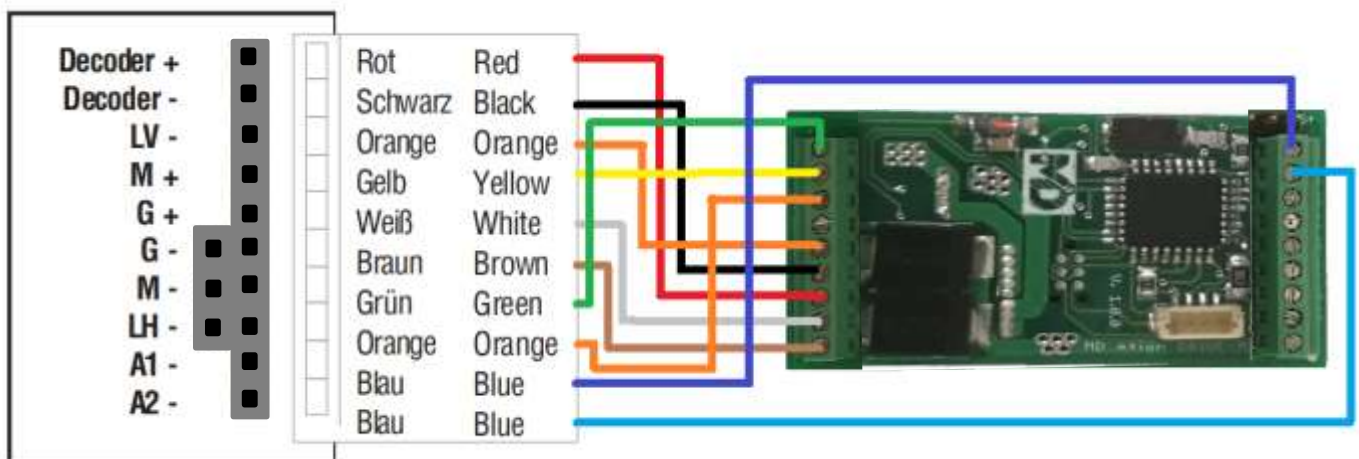 Decoder + Rot Red
Decoder - Schwarz Black
LV - Orange Orange
M + Gelb Yellow
G + Weiß White
G - Braun Brown
M - Grün Green
LH - Orange Orange
A1 - Blau Blue
A2 - Blau Blue
MD